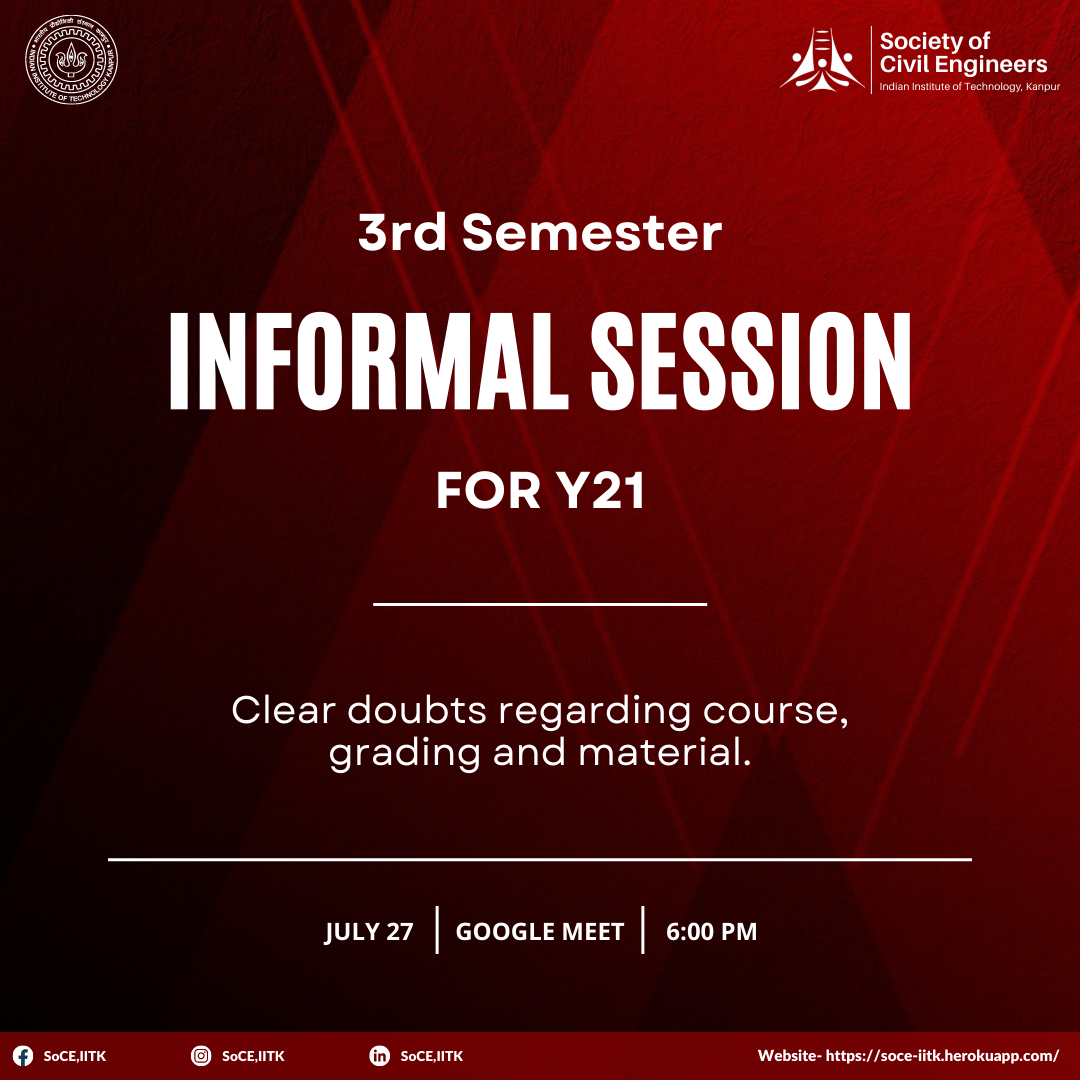 भारतीय प्रौद्योगिकी संस्थान कानपुर
INDIAN INSTITUTE OF TECHNOLOGY KANPUR
Society of
Civil Engineers
Indian Institute of Technology, Kanpur
3rd Semester
INFORMAL SESSION
FOR Y21
Clear doubts regarding course,
grading and material.
JULY 27 | GOOGLE MEET | 6:00 PM
SoCE,IITK SoCE,IITK SoCE,IITK Website- https://soce-iitk.herokuapp.com/